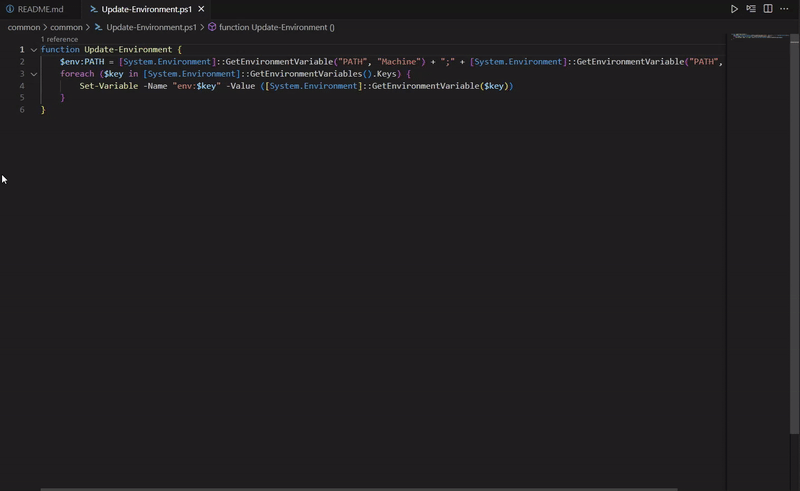 README.md Update-Environment.ps1
common > common > Update-Environment.ps1 > function Update-Environment ()
1 reference
1 function Update-Environment {
2 $env:PATH = [System.Environment]::GetEnvironmentVariable("PATH", "Machine") + ";" + [System.Environment]::GetEnvironmentVariable("PATH",
3 foreach ($key in [System.Environment]::GetEnvironmentVariables().Keys) {
4 Set-Variable -Name "env:$key" -Value ([System.Environment]::GetEnvironmentVariable($key))
5 }
6 }